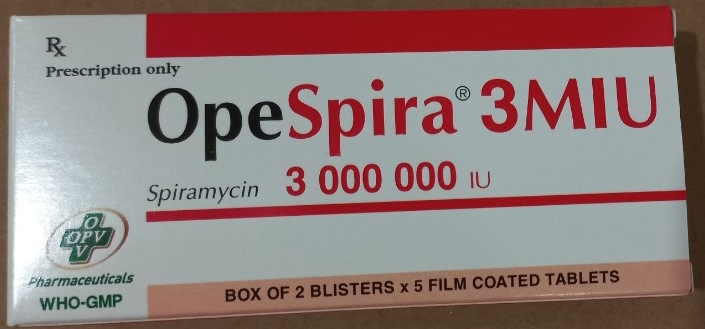 Rx
Prescription only
OpeSpira® 3MIU
Spiramycin 3 000 000 IU
O
OPV
V
Pharmaceuticals
WHO-GMP
BOX OF 2 BLISTERS x 5 FILM COATED TABLETS